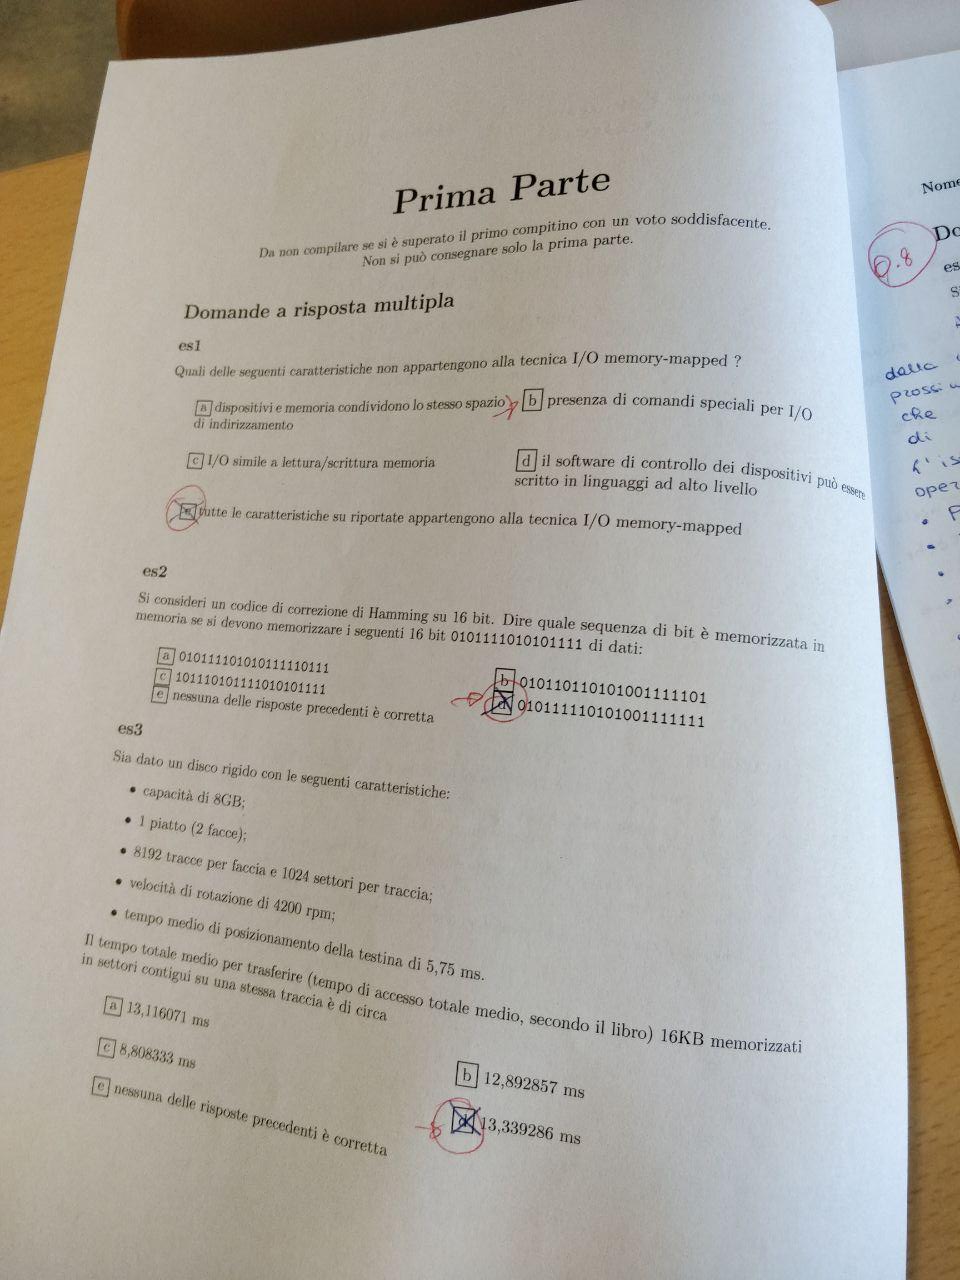 Prima Parte
Da non compilare se si è superato il primo compitino con un voto soddisfacente.
Non si può consegnare solo la prima parte.
Domande a risposta multipla
es1
Quali delle seguenti caratteristiche non appartengono alla tecnica I/O memory-mapped ?
a dispositivi e memoria condividono lo stesso spazio
di indirizzamento
b presenza di comandi speciali per I/O
c I/O simile a lettura/scrittura memoria
d il software di controllo dei dispositivi può essere
scritto in linguaggi ad alto livello
e tutte le caratteristiche su riportate appartengono alla tecnica I/O memory-mapped
es2
Si consideri un codice di correzione di Hamming su 16 bit. Dire quale sequenza di bit è memorizzata in
memoria se si devono memorizzare i seguenti 16 bit 0101111010101111 di dati:
a 010111101010111110111
b 010110110101001111101
c 101110101111010101111
d 010111110101001111111
e nessuna delle risposte precedenti è corretta
es3
Sia dato un disco rigido con le seguenti caratteristiche:
• capacità di 8GB;
• 1 piatto (2 facce);
• 8192 tracce per faccia e 1024 settori per traccia;
• velocità di rotazione di 4200 rpm;
• tempo medio di posizionamento della testina di 5,75 ms.
Il tempo totale medio per trasferire (tempo di accesso totale medio, secondo il libro) 16KB memorizzati
in settori contigui su una stessa traccia è di circa
a 13,116071 ms
b 12,892857 ms
c 8,808333 ms
d 13,339286 ms
e nessuna delle risposte precedenti è corretta
Nome
0.8
Do
es
dalla
prossi
che
di
l'is
oper